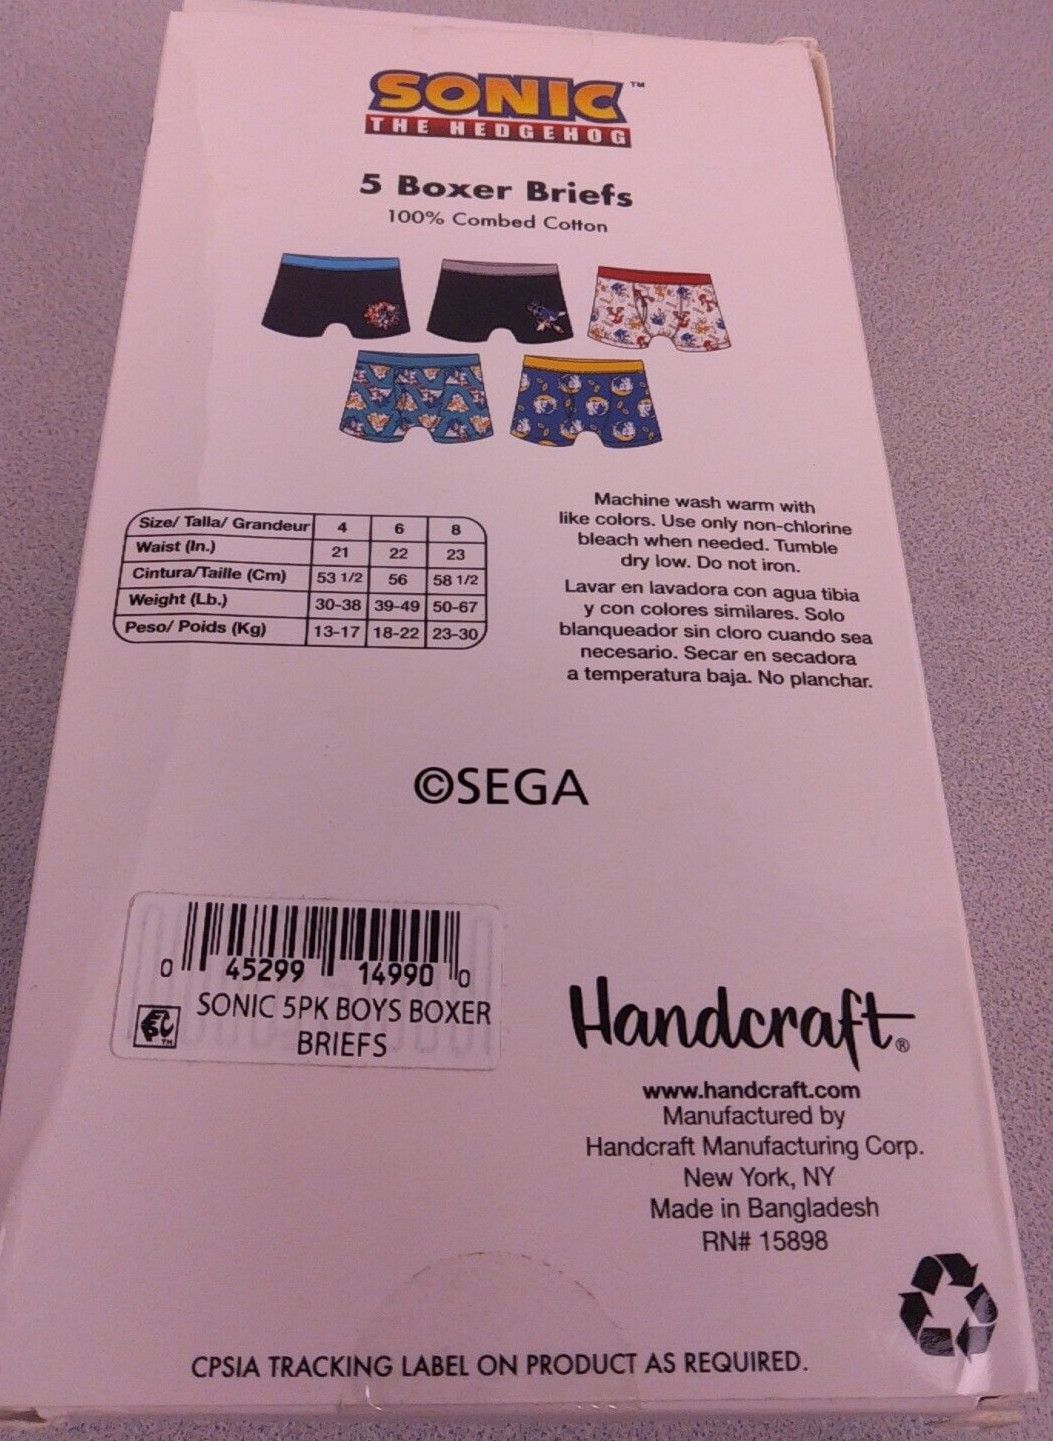 SONIC™
THE HEDGEHOG
5 Boxer Briefs
100% Combed Cotton
Size/ Talla/ Grandeur 4 6 8
Waist (In.) 21 22 23
Cintura/Taille (Cm) 53 1/2 56 58 1/2
Weight (Lb.) 30-38 39-49 50-67
Peso/ Poids (Kg) 13-17 18-22 23-30
Machine wash warm with
like colors. Use only non-chlorine
bleach when needed. Tumble
dry low. Do not iron.
Lavar en lavadora con agua tibia
y con colores similares. Solo
blanqueador sin cloro cuando sea
necesario. Secar en secadora
a temperatura baja. No planchar.
©SEGA
0 45299 14990 0
SONIC 5PK BOYS BOXER
BRIEFS
Handcraft®
www.handcraft.com
Manufactured by
Handcraft Manufacturing Corp.
New York, NY
Made in Bangladesh
RN# 15898
CPSIA TRACKING LABEL ON PRODUCT AS REQUIRED.